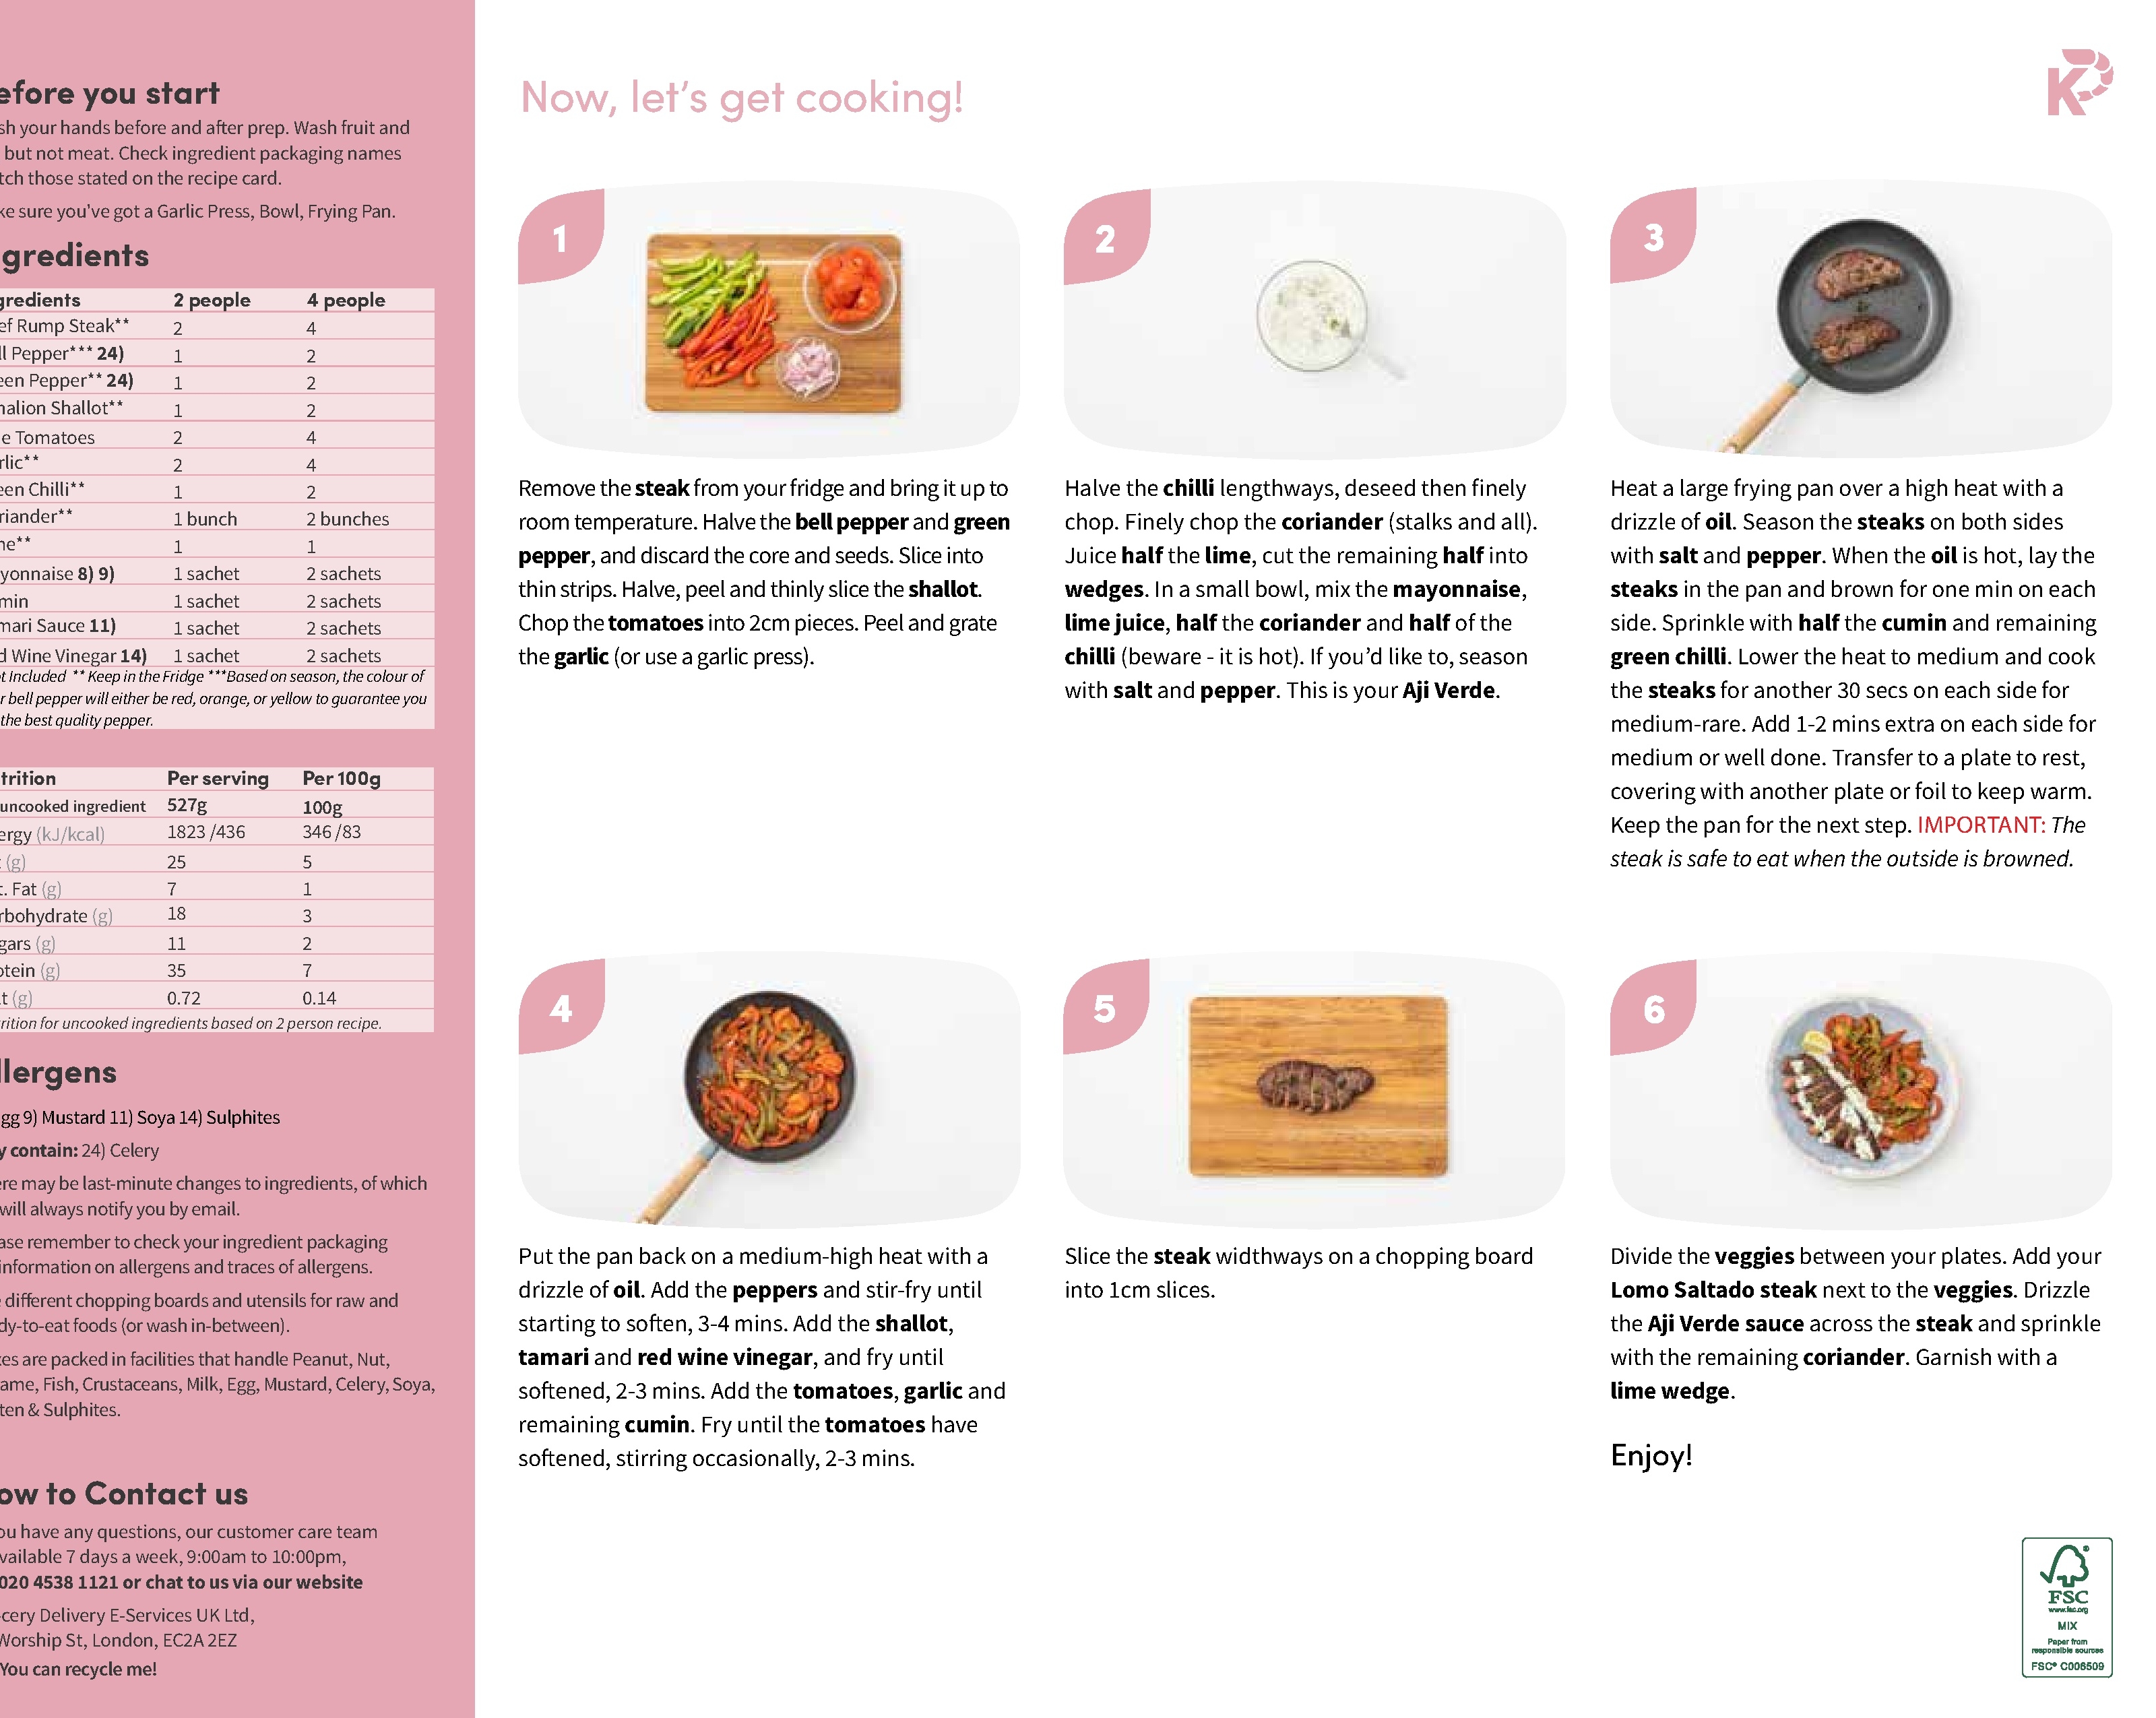 efore you start
sh your hands before and after prep. Wash fruit and
but not meat. Check ingredient packaging names
tch those stated on the recipe card.
ke sure you've got a Garlic Press, Bowl, Frying Pan.
gredients
gredients 2 people 4 people
ef Rump Steak** 2 4
ll Pepper*** 24) 1 2
een Pepper** 24) 1 2
nalion Shallot** 1 2
e Tomatoes 2 4
rlic** 2 4
een Chilli** 1 2
riander** 1 bunch 2 bunches
ne** 1 1
yonnaise 8) 9) 1 sachet 2 sachets
min 1 sachet 2 sachets
mari Sauce 11) 1 sachet 2 sachets
d Wine Vinegar 14) 1 sachet 2 sachets
t Included ** Keep in the Fridge ***Based on season, the colour of
r bell pepper will either be red, orange, or yellow to guarantee you
the best quality pepper.
trition Per serving Per 100g
uncooked ingredient 527g 100g
ergy (kJ/kcal) 1823 /436 346 /83
t (g) 25 5
t. Fat (g) 7 1
rbohydrate (g) 18 3
gars (g) 11 2
otein (g) 35 7
t (g) 0.72 0.14
rition for uncooked ingredients based on 2 person recipe.
llergens
gg 9) Mustard 11) Soya 14) Sulphites
y contain: 24) Celery
ere may be last-minute changes to ingredients, of which
will always notify you by email.
ase remember to check your ingredient packaging
information on allergens and traces of allergens.
e different chopping boards and utensils for raw and
dy-to-eat foods (or wash in-between).
kes are packed in facilities that handle Peanut, Nut,
ame, Fish, Crustaceans, Milk, Egg, Mustard, Celery, Soya,
ten & Sulphites.
ow to Contact us
ou have any questions, our customer care team
vailable 7 days a week, 9:00am to 10:00pm,
020 4538 1121 or chat to us via our website
cery Delivery E-Services UK Ltd,
Worship St, London, EC2A 2EZ
You can recycle me!
Now, let's get cooking!
K
1
Remove the steak from your fridge and bring it up to
room temperature. Halve the bell pepper and green
pepper, and discard the core and seeds. Slice into
thin strips. Halve, peel and thinly slice the shallot.
Chop the tomatoes into 2cm pieces. Peel and grate
the garlic (or use a garlic press).
2
Halve the chilli lengthways, deseed then finely
chop. Finely chop the coriander (stalks and all).
Juice half the lime, cut the remaining half into
wedges. In a small bowl, mix the mayonnaise,
lime juice, half the coriander and half of the
chilli (beware - it is hot). If you'd like to, season
with salt and pepper. This is your Aji Verde.
3
Heat a large frying pan over a high heat with a
drizzle of oil. Season the steaks on both sides
with salt and pepper. When the oil is hot, lay the
steaks in the pan and brown for one min on each
side. Sprinkle with half the cumin and remaining
green chilli. Lower the heat to medium and cook
the steaks for another 30 secs on each side for
medium-rare. Add 1-2 mins extra on each side for
medium or well done. Transfer to a plate to rest,
covering with another plate or foil to keep warm.
Keep the pan for the next step. IMPORTANT: The
steak is safe to eat when the outside is browned.
4
Put the pan back on a medium-high heat with a
drizzle of oil. Add the peppers and stir-fry until
starting to soften, 3-4 mins. Add the shallot,
tamari and red wine vinegar, and fry until
softened, 2-3 mins. Add the tomatoes, garlic and
remaining cumin. Fry until the tomatoes have
softened, stirring occasionally, 2-3 mins.
5
Slice the steak widthways on a chopping board
into 1cm slices.
6
Divide the veggies between your plates. Add your
Lomo Saltado steak next to the veggies. Drizzle
the Aji Verde sauce across the steak and sprinkle
with the remaining coriander. Garnish with a
lime wedge.
Enjoy!
FSC
www.fsc.org
MIX
Paper from
responsible sources
FSC® C006509